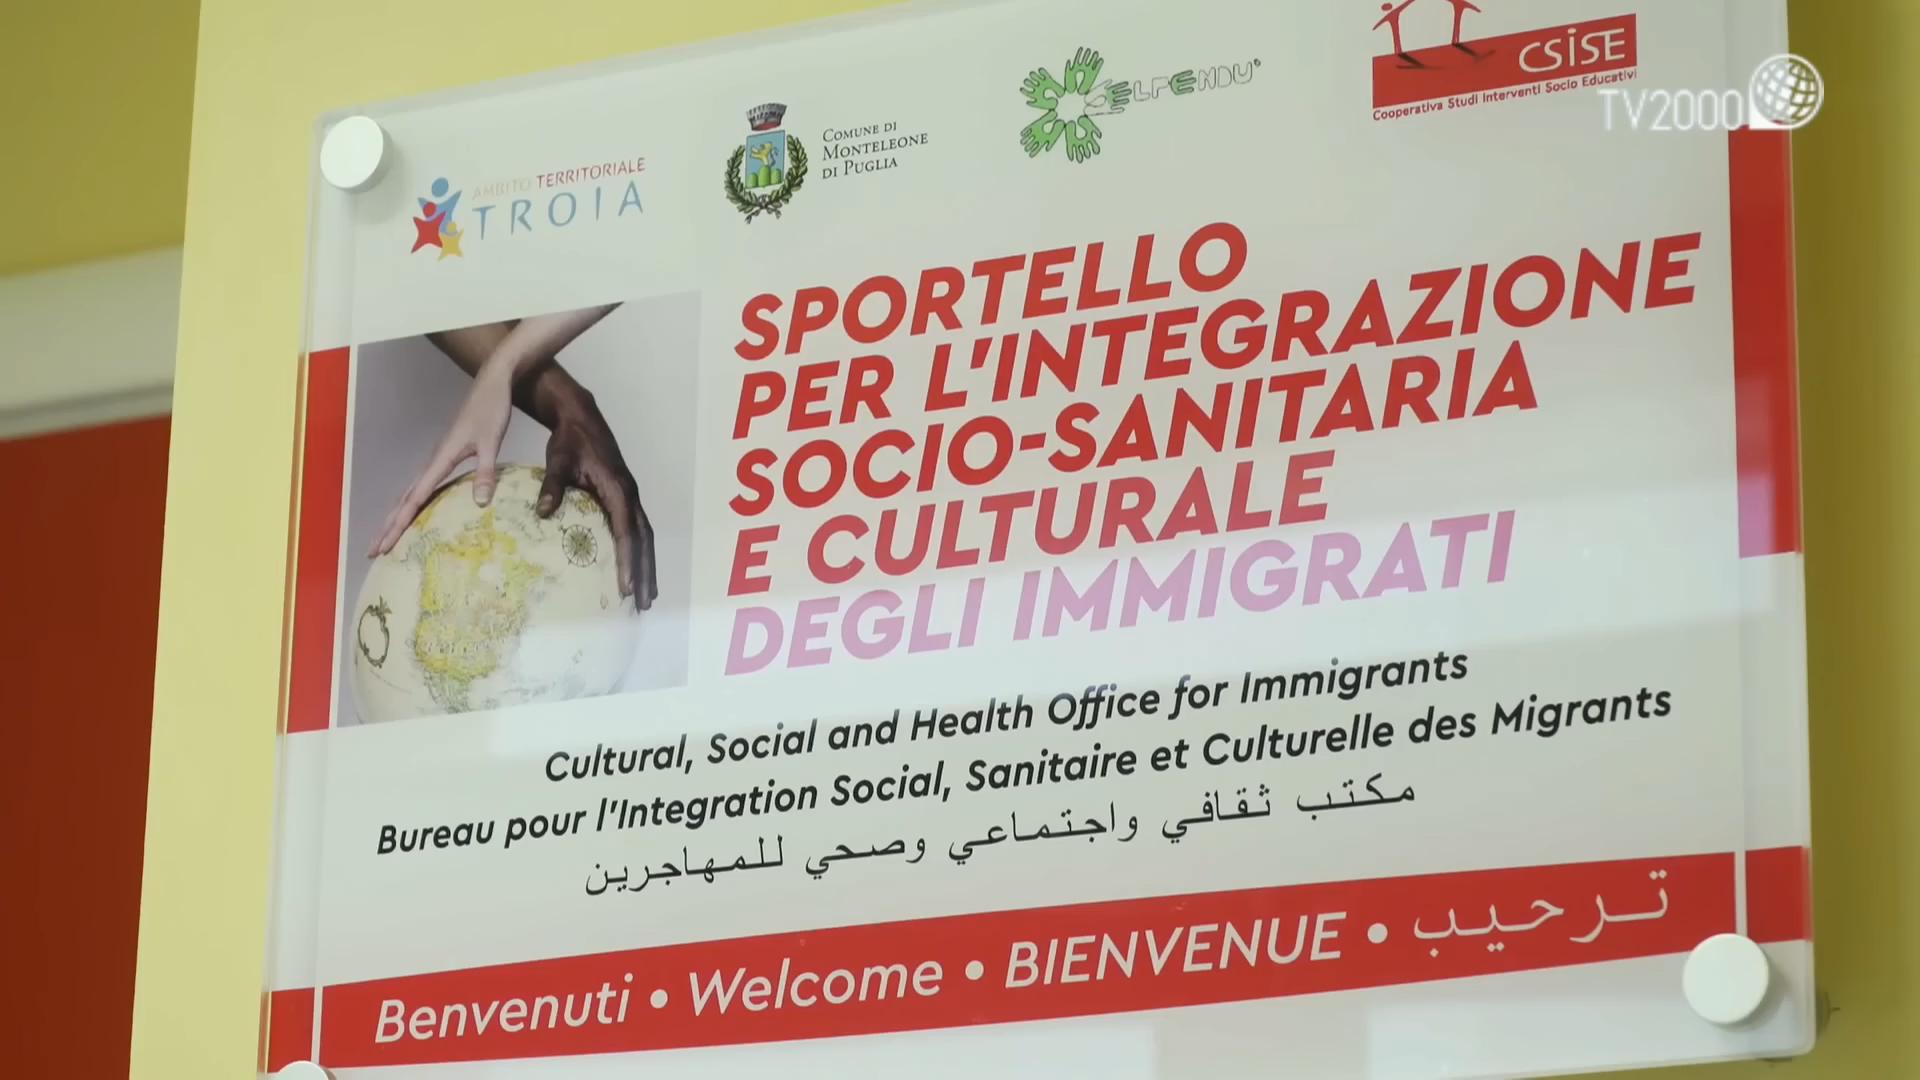 AMBITO TERRITORIALE
TROIA
COMUNE DI
MONTELEONE
DI PUGLIA
ELPENDÙ
CSISE
Cooperativa Studi Interventi Socio Educativi
TV2000
SPORTELLO
PER L'INTEGRAZIONE
SOCIO-SANITARIA
E CULTURALE
DEGLI IMMIGRATI
Cultural, Social and Health Office for Immigrants
Bureau pour l'Integration Social, Sanitaire et Culturelle des Migrants
مكتب ثقافي واجتماعي وصحي للمهاجرين
Benvenuti • Welcome • BIENVENUE • ترحيب